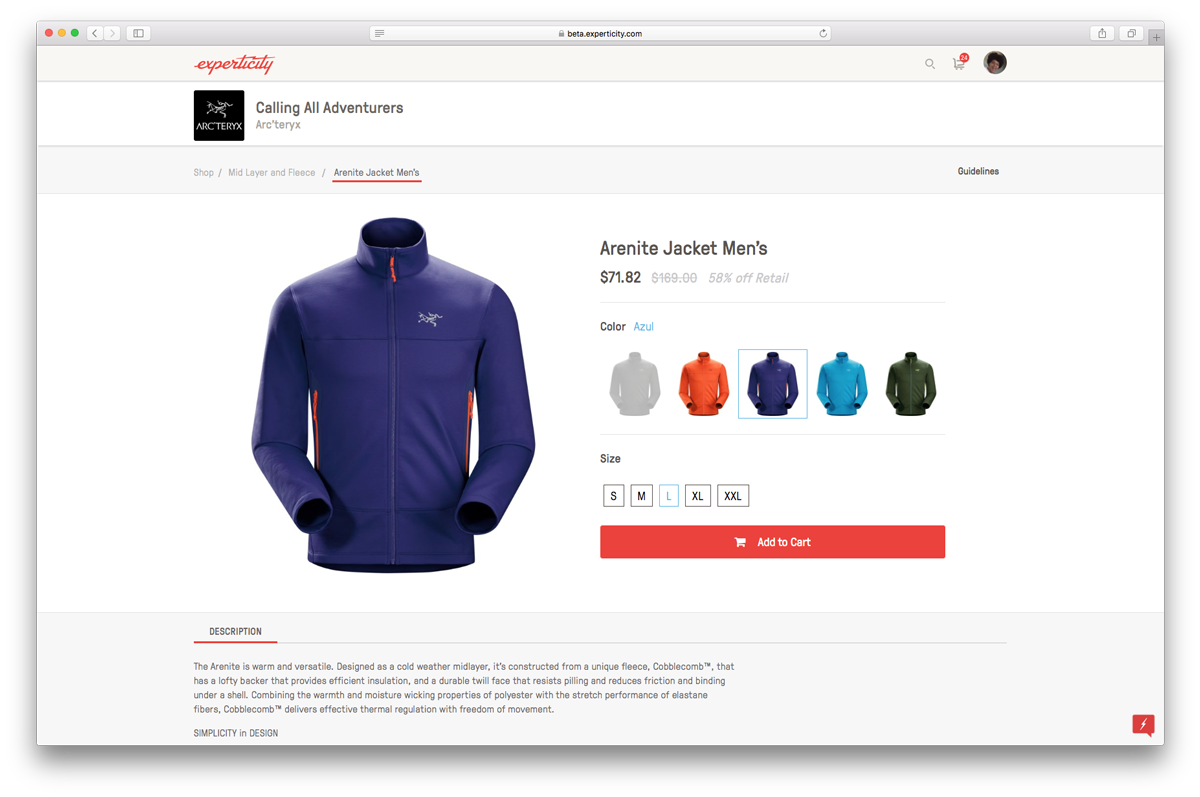 beta.experticity.com
experticity
24
ARC'TERYX
Calling All Adventurers
Arc'teryx
Shop / Mid Layer and Fleece / Arenite Jacket Men's
Guidelines
Arenite Jacket Men's
$71.82 $169.00 58% off Retail
Color Azul
Size
S M L XL XXL
Add to Cart
DESCRIPTION
The Arenite is warm and versatile. Designed as a cold weather midlayer, it's constructed from a unique fleece, Cobblecomb™, that
has a lofty backer that provides efficient insulation, and a durable twill face that resists pilling and reduces friction and binding
under a shell. Combining the warmth and moisture wicking properties of polyester with the stretch performance of elastane
fibers, Cobblecomb™ delivers effective thermal regulation with freedom of movement.
SIMPLICITY in DESIGN